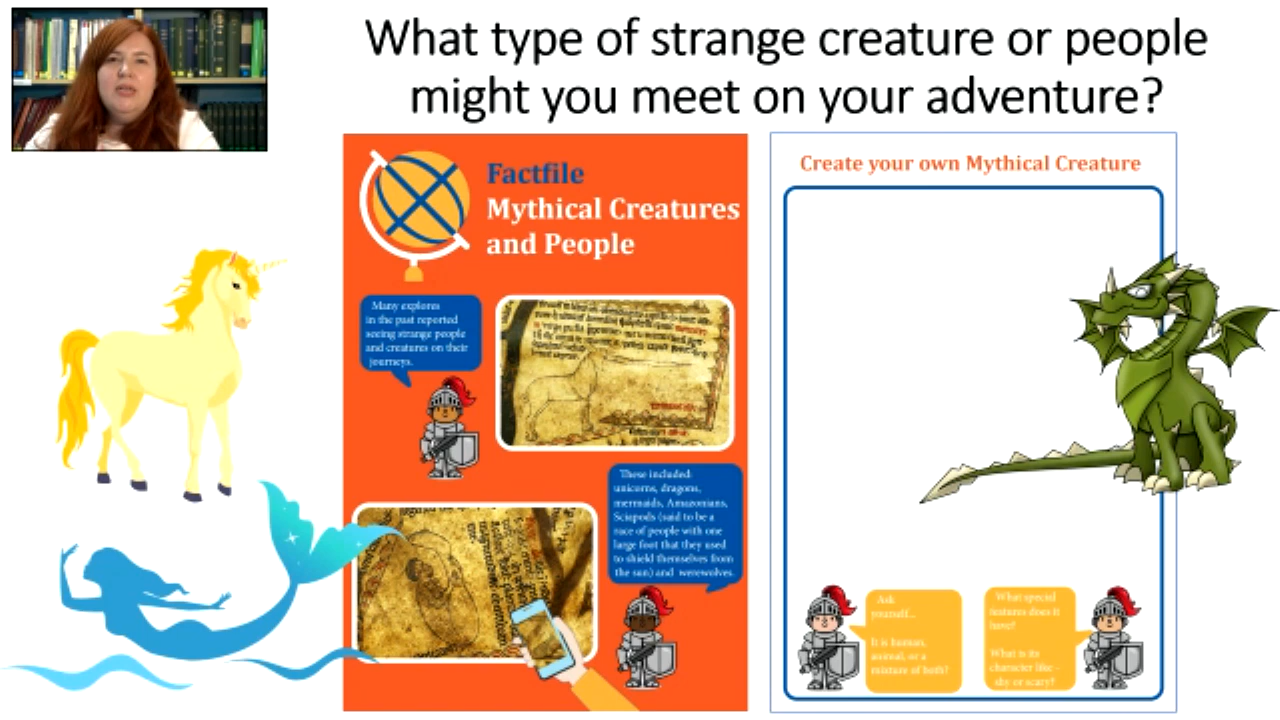 What type of strange creature or people
might you meet on your adventure?
Factfile
Mythical Creatures
and People
Many explores
in the past reported
seeing strange people
and creatures on their
journeys.
These included:
unicorns, dragons,
mermaids, Amazonians,
Sciapods (said to be a
race of people with one
large foot that they used
to shield themselves from
the sun) and werewolves.
Create your own Mythical Creature
Ask
yourself...
It is human,
animal, or a
mixture of both?
What special
features does it
have?
What is its
character like –
shy or scary?